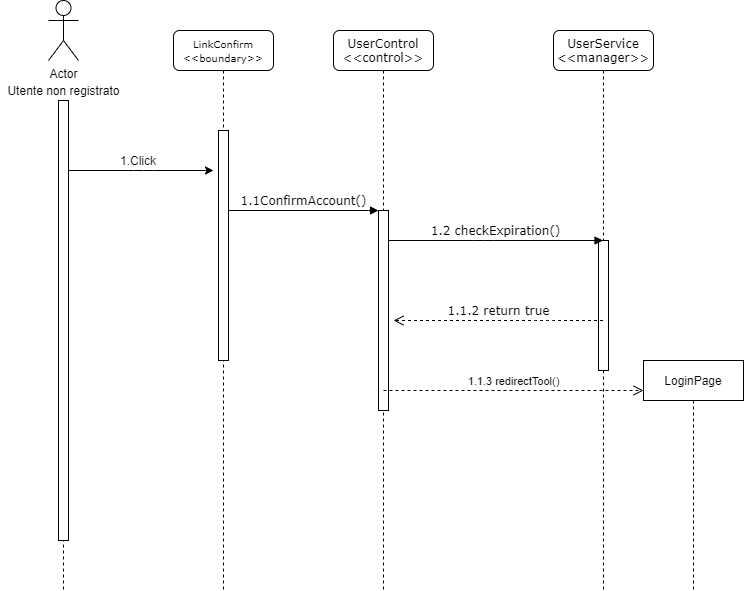 Actor
Utente non registrato
LinkConfirm
<<boundary>>
UserControl
<<control>>
UserService
<<manager>>
1.Click
1.1ConfirmAccount()
1.2 checkExpiration()
1.1.2 return true
1.1.3 redirectTool()
LoginPage